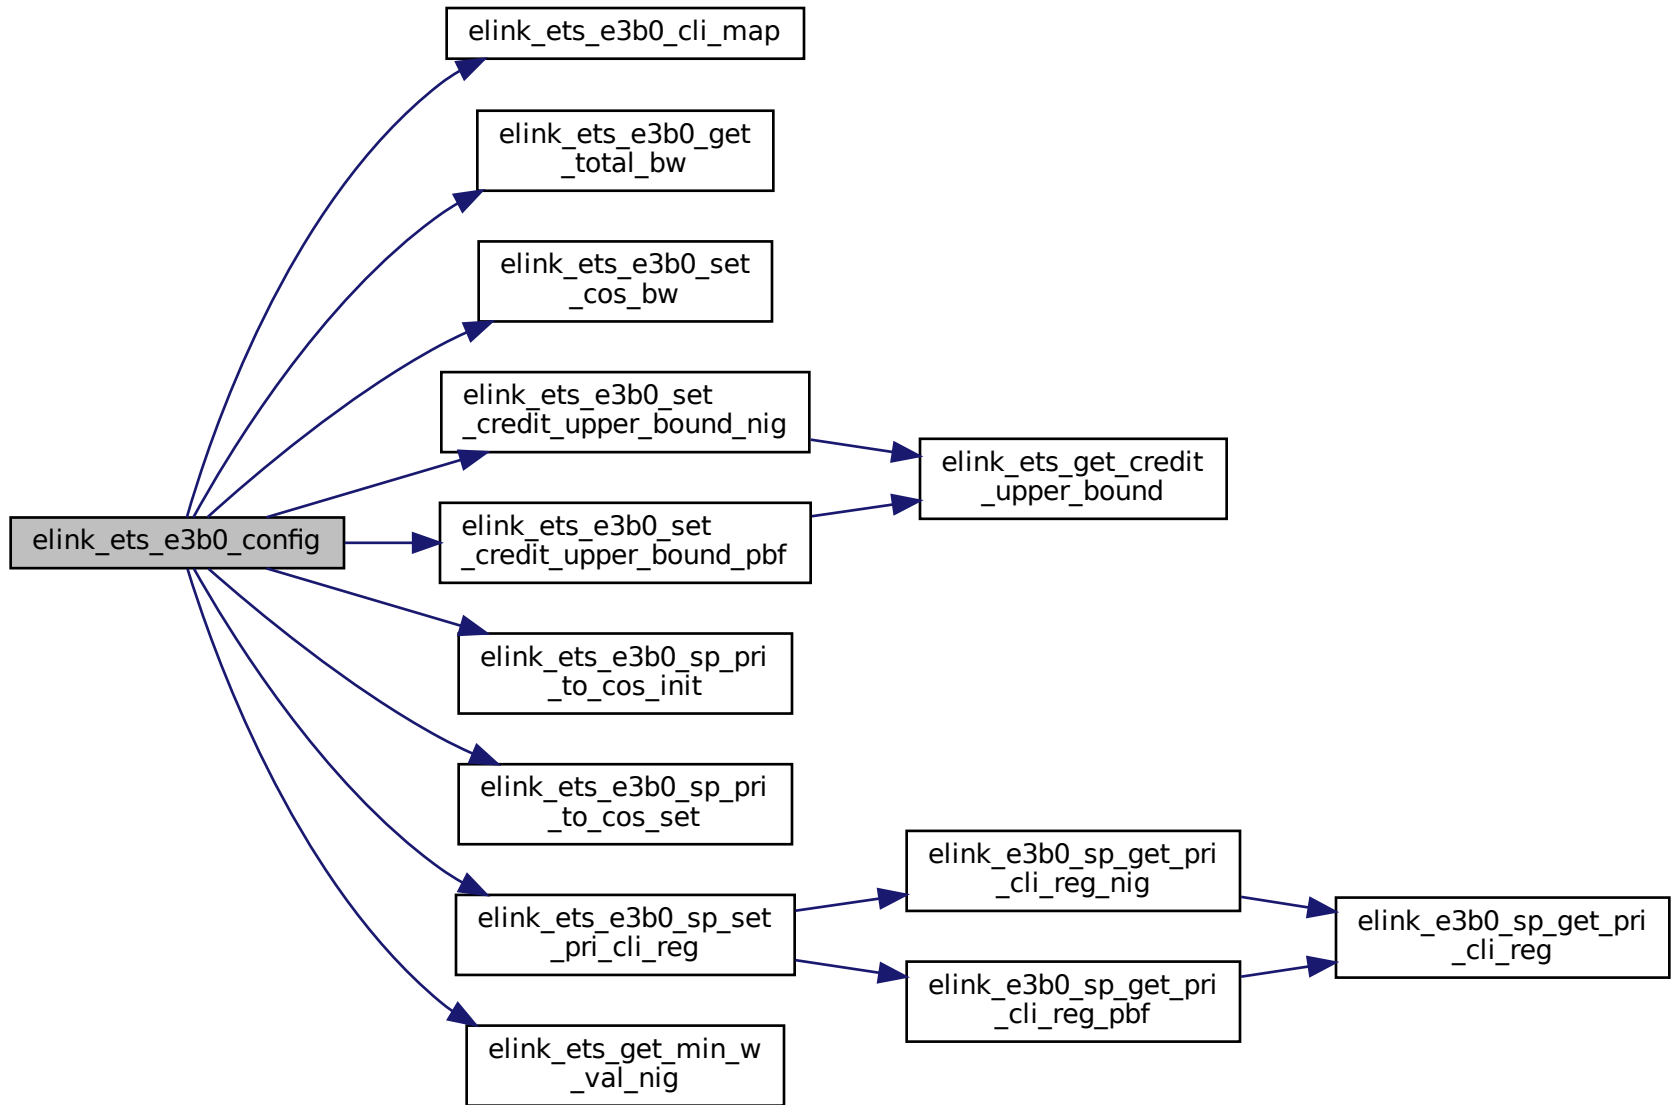 elink_ets_e3b0_cli_map
elink_ets_e3b0_get
_total_bw
elink_ets_e3b0_set
_cos_bw
elink_ets_e3b0_set
_credit_upper_bound_nig
elink_ets_get_credit
_upper_bound
elink_ets_e3b0_config
elink_ets_e3b0_set
_credit_upper_bound_pbf
elink_ets_e3b0_sp_pri
_to_cos_init
elink_ets_e3b0_sp_pri
_to_cos_set
elink_ets_e3b0_sp_set
_pri_cli_reg
elink_e3b0_sp_get_pri
_cli_reg_nig
elink_e3b0_sp_get_pri
_cli_reg
elink_e3b0_sp_get_pri
_cli_reg_pbf
elink_ets_get_min_w
_val_nig